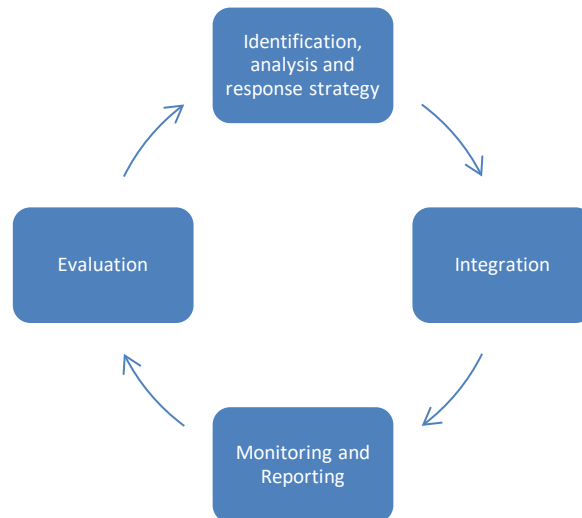 Identification,
analysis and
response strategy
Evaluation
Integration
Monitoring and
Reporting